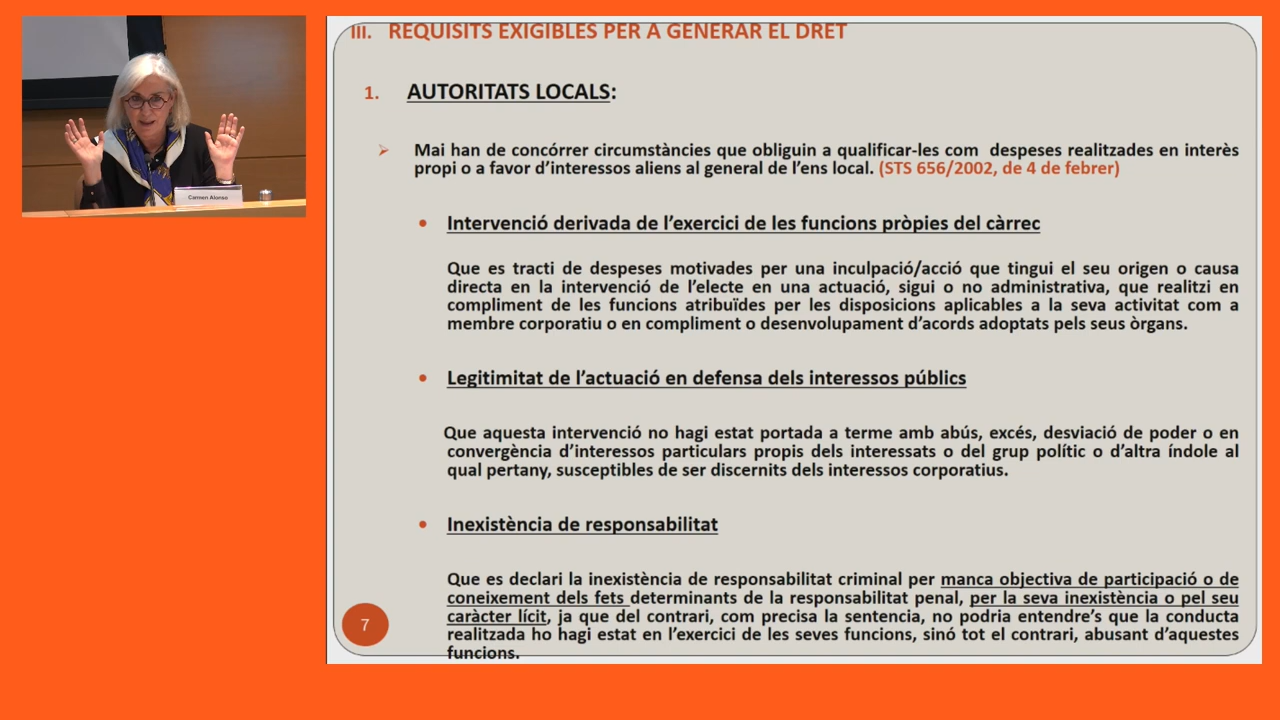 III. REQUISITS EXIGIBLES PER A GENERAR EL DRET
1. AUTORITATS LOCALS:
Mai han de concórrer circumstàncies que obliguin a qualificar-les com despeses realitzades en interès
propi o a favor d'interessos aliens al general de l'ens local. (STS 656/2002, de 4 de febrer)
• Intervenció derivada de l'exercici de les funcions pròpies del càrrec
Que es tracti de despeses motivades per una inculpació/acció que tingui el seu origen o causa
directa en la intervenció de l'electe en una actuació, sigui o no administrativa, que realitzi en
compliment de les funcions atribuïdes per les disposicions aplicables a la seva activitat com a
membre corporatiu o en compliment o desenvolupament d'acords adoptats pels seus òrgans.
• Legitimitat de l'actuació en defensa dels interessos públics
Que aquesta intervenció no hagi estat portada a terme amb abús, excés, desviació de poder o en
convergència d'interessos particulars propis dels interessats o del grup polític o d'altra índole al
qual pertany, susceptibles de ser discernits dels interessos corporatius.
• Inexistència de responsabilitat
Que es declari la inexistència de responsabilitat criminal per manca objectiva de participació o de
coneixement dels fets determinants de la responsabilitat penal, per la seva inexistència o pel seu
caràcter lícit, ja que del contrari, com precisa la sentencia, no podria entendre's que la conducta
realitzada ho hagi estat en l'exercici de les seves funcions, sinó tot el contrari, abusant d'aquestes
funcions.
7
Carmen Alonso